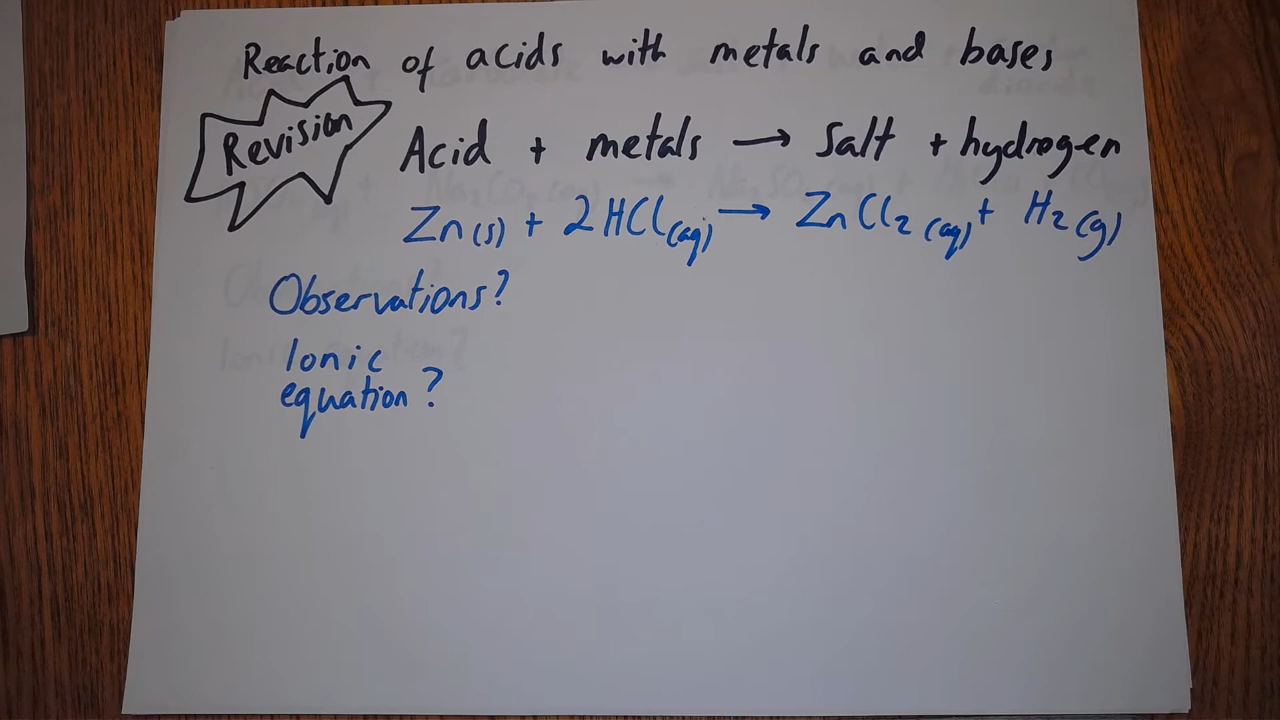 Reaction of acids with metals and bases
Revision
Acid + metals → Salt + hydrogen
Zn(s) + 2HCl(aq) → ZnCl₂(aq) + H₂(g)
Observations?
Ionic
equation?